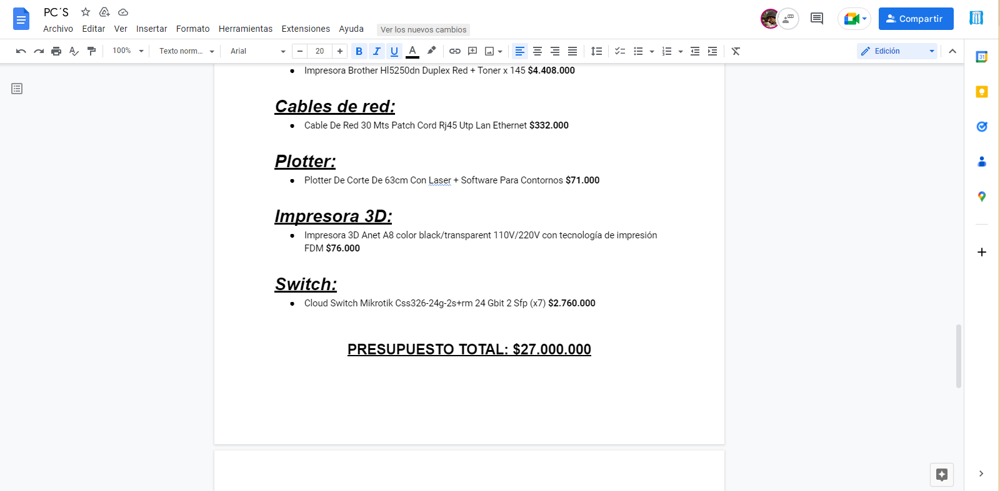 PC´S
Archivo Editar Ver Insertar Formato Herramientas Extensiones Ayuda Ver los nuevos cambios
Compartir
100% Texto norm... Arial 20 B I U A Edición
31
Impresora Brother Hl5250dn Duplex Red + Toner x 145 $4.408.000
Cables de red:
Cable De Red 30 Mts Patch Cord Rj45 Utp Lan Ethernet $332.000
Plotter:
Plotter De Corte De 63cm Con Laser + Software Para Contornos $71.000
Impresora 3D:
Impresora 3D Anet A8 color black/transparent 110V/220V con tecnología de impresión
FDM $76.000
Switch:
Cloud Switch Mikrotik Css326-24g-2s+rm 24 Gbit 2 Sfp (x7) $2.760.000
PRESUPUESTO TOTAL: $27.000.000